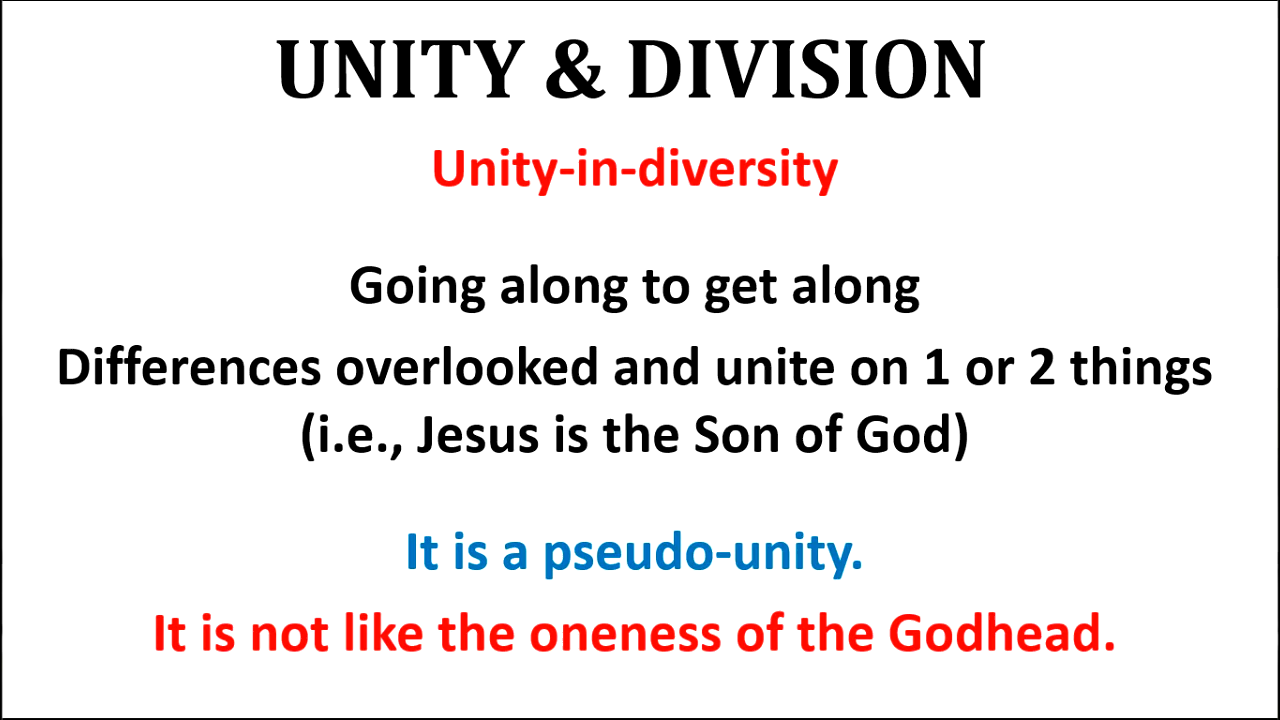 UNITY & DIVISION
Unity-in-diversity
Going along to get along
Differences overlooked and unite on 1 or 2 things
(i.e., Jesus is the Son of God)
It is a pseudo-unity.
It is not like the oneness of the Godhead.